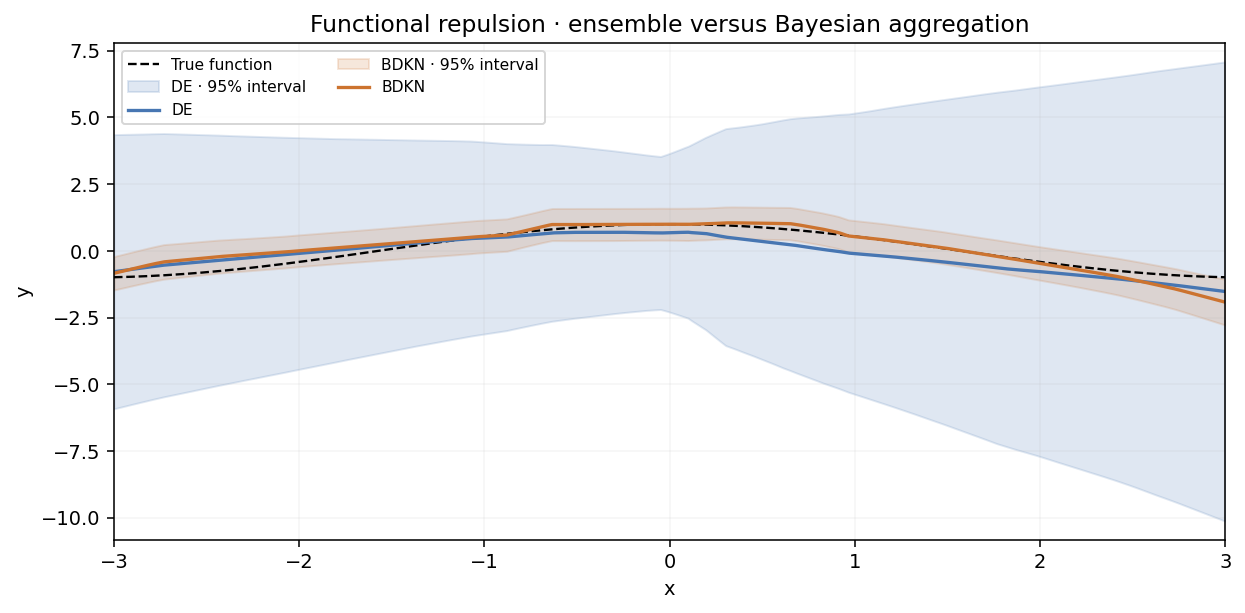 Functional repulsion · ensemble versus Bayesian aggregation
True function
DE · 95% interval
DE
BDKN · 95% interval
BDKN
7.5
5.0
2.5
0.0
−2.5
−5.0
−7.5
−10.0
y
−3
−2
−1
0
1
2
3
x